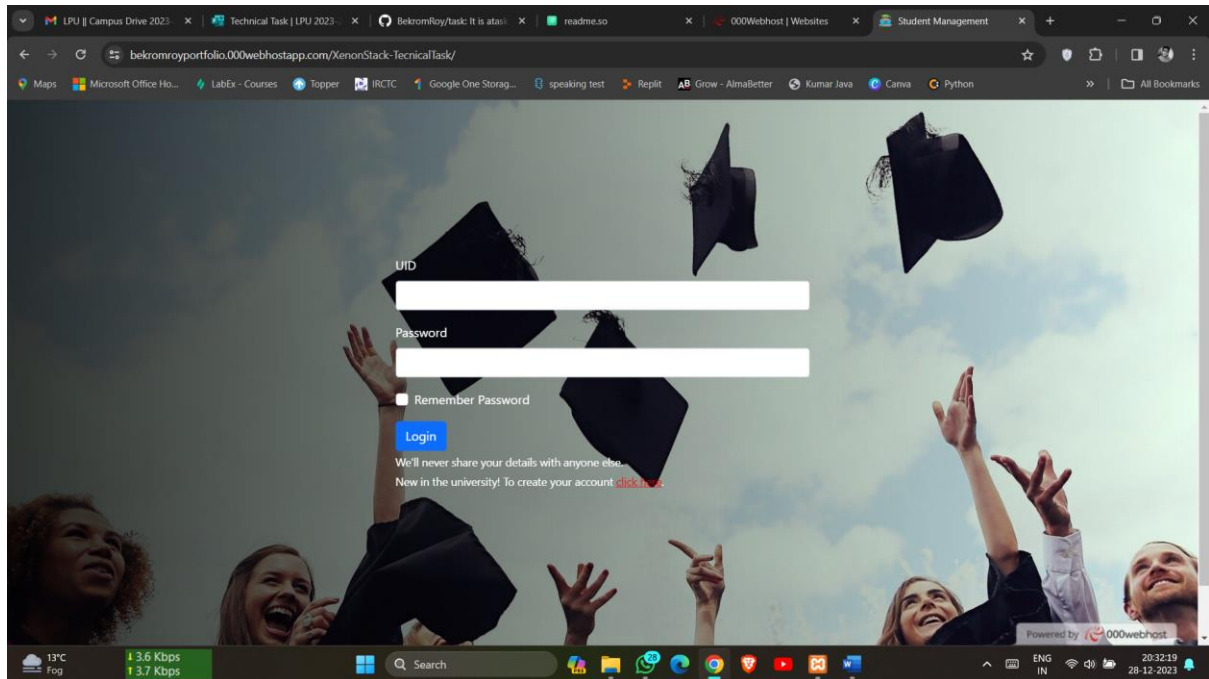 LPU || Campus Drive 2023-
Technical Task | LPU 2023-2
BekromRoy/task: It is atask
readme.so
000Webhost | Websites
Student Management
bekromroyportfolio.000webhostapp.com/XenonStack-TecnicalTask/
Maps
Microsoft Office Ho...
LabEx - Courses
Topper
IRCTC
Google One Storag...
speaking test
Replit
AB Grow - AlmaBetter
Kumar Java
Canva
Python
All Bookmarks
UID
Password
Remember Password
Login
We'll never share your details with anyone else.
New in the university! To create your account click here.
Powered by 000webhost
13°C
Fog
3.6 Kbps
3.7 Kbps
Search
28
ENG
IN
20:32:19
28-12-2023